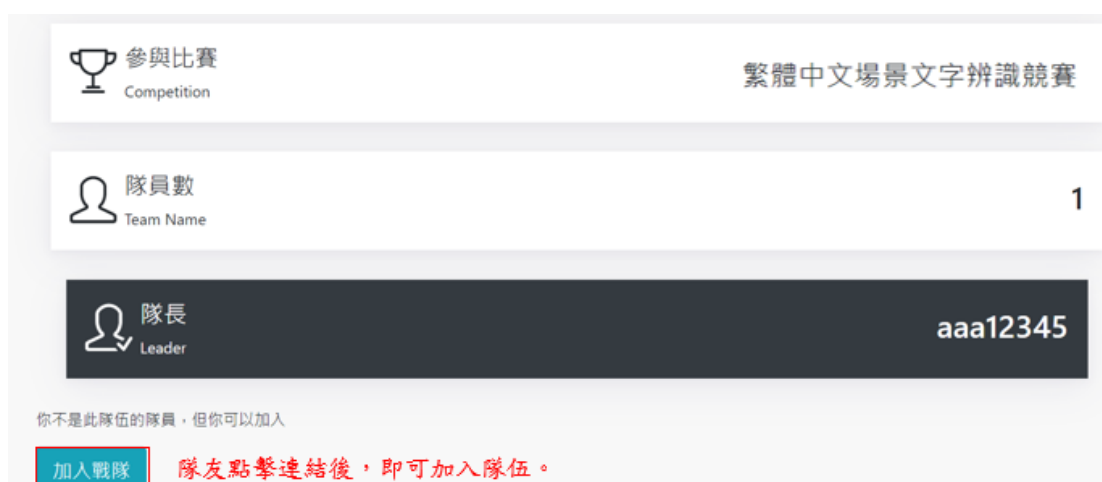 參與比賽
Competition
繁體中文場景文字辨識競賽
隊員數
Team Name
1
隊長
Leader
aaa12345
你不是此隊伍的隊員，但你可以加入
加入戰隊
隊友點擊連結後，即可加入隊伍。